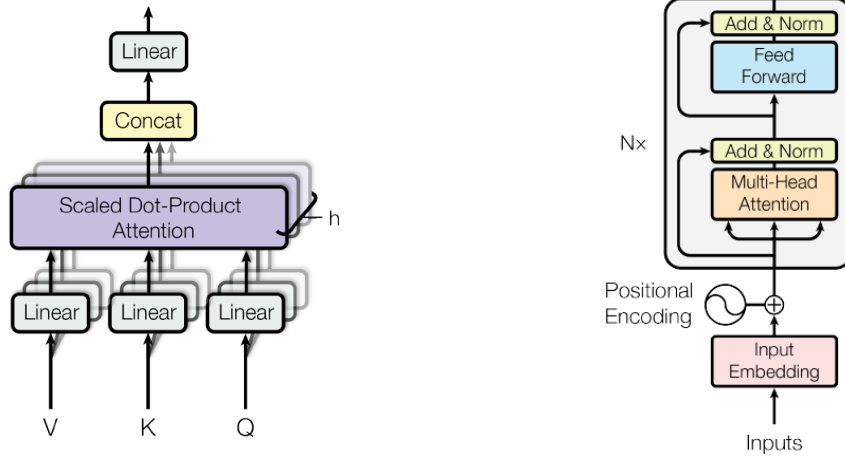 Linear
Concat
Scaled Dot-Product
Attention
h
Linear
Linear
Linear
V
K
Q
Add & Norm
Feed
Forward
N×
Add & Norm
Multi-Head
Attention
Positional
Encoding
Input
Embedding
Inputs